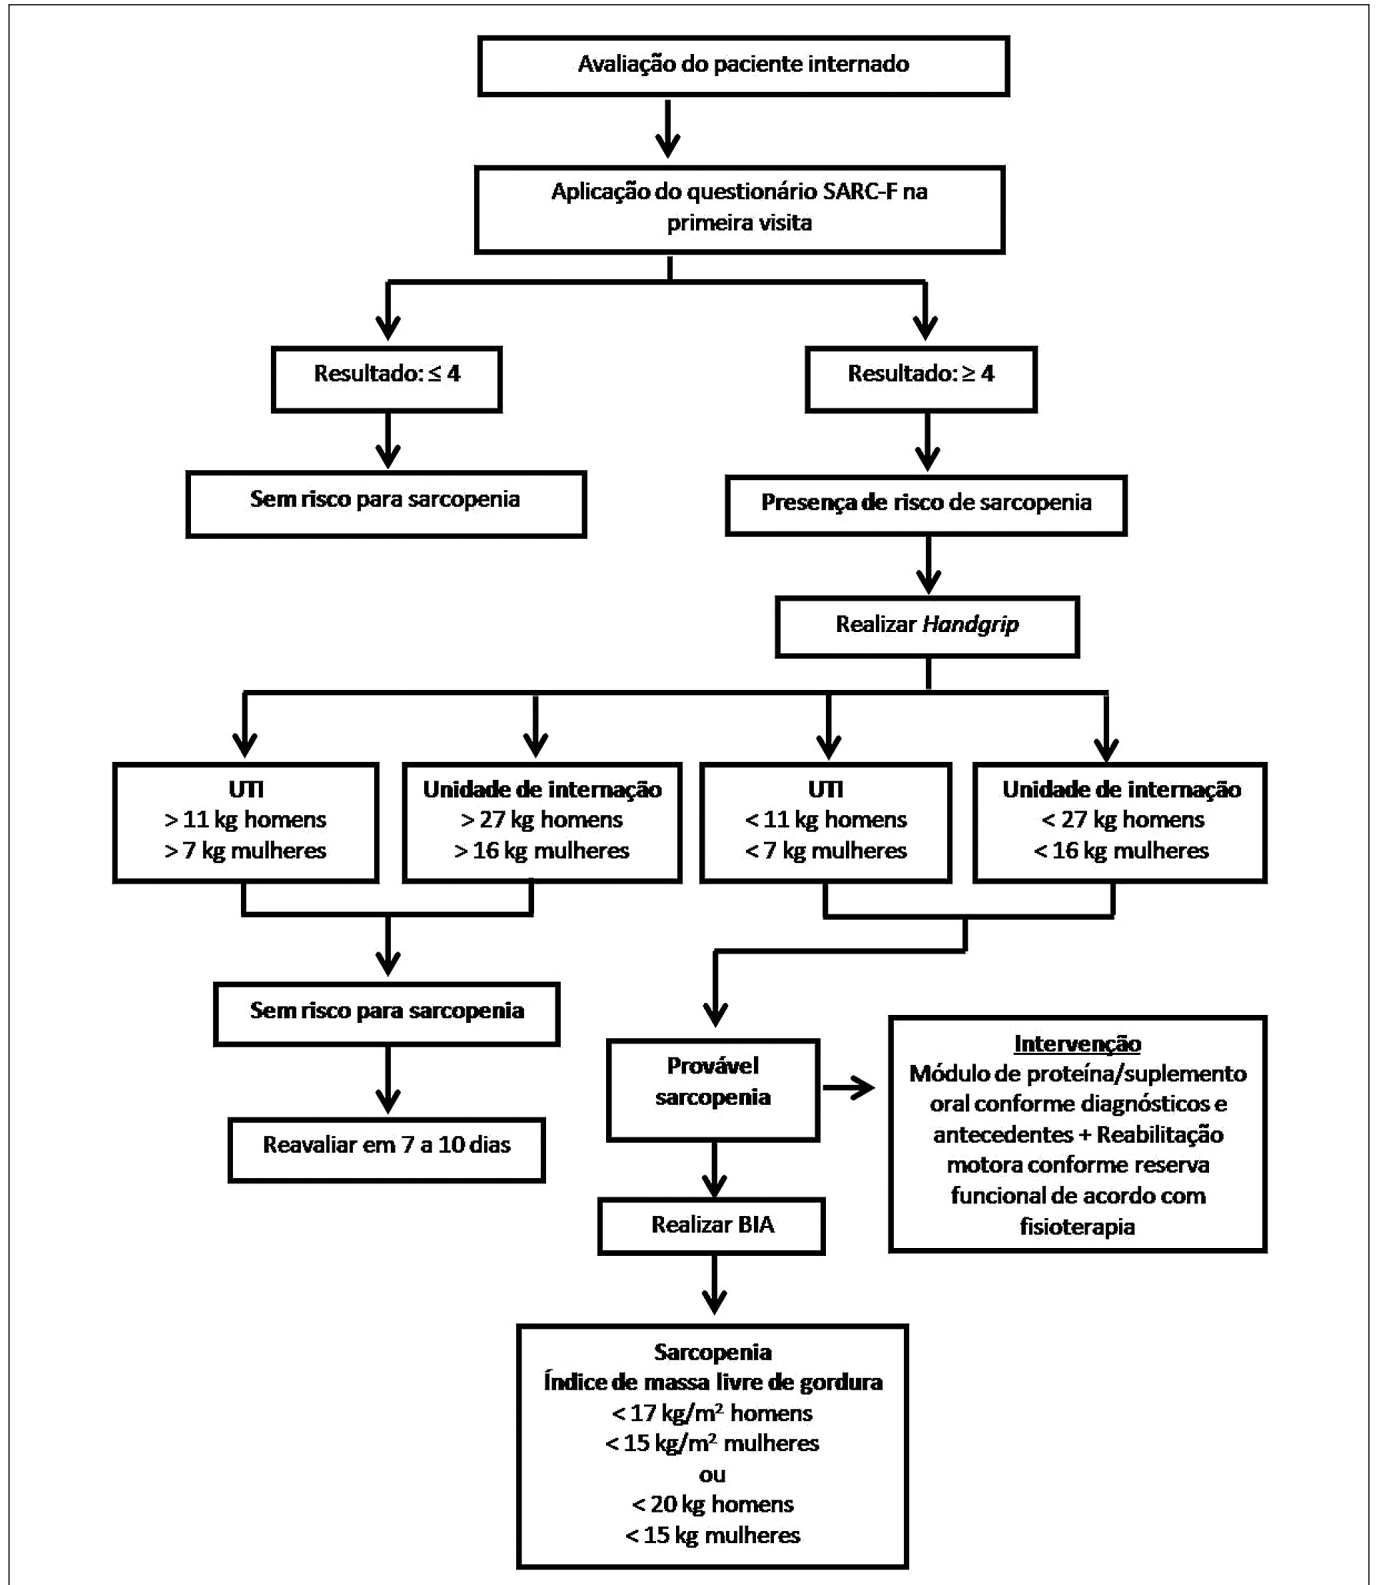 Avaliação do paciente internado
Aplicação do questionário SARC-F na
primeira visita
Resultado: ≤ 4
Resultado: ≥ 4
Sem risco para sarcopenia
Presença de risco de sarcopenia
Realizar Handgrip
UTI
> 11 kg homens
> 7 kg mulheres
Unidade de internação
> 27 kg homens
> 16 kg mulheres
UTI
< 11 kg homens
< 7 kg mulheres
Unidade de internação
< 27 kg homens
< 16 kg mulheres
Sem risco para sarcopenia
Reavaliar em 7 a 10 dias
Provável
sarcopenia
Intervenção
Módulo de proteína/suplemento
oral conforme diagnósticos e
antecedentes + Reabilitação
motora conforme reserva
funcional de acordo com
fisioterapia
Realizar BIA
Sarcopenia
Índice de massa livre de gordura
< 17 kg/m² homens
< 15 kg/m² mulheres
ou
< 20 kg homens
< 15 kg mulheres